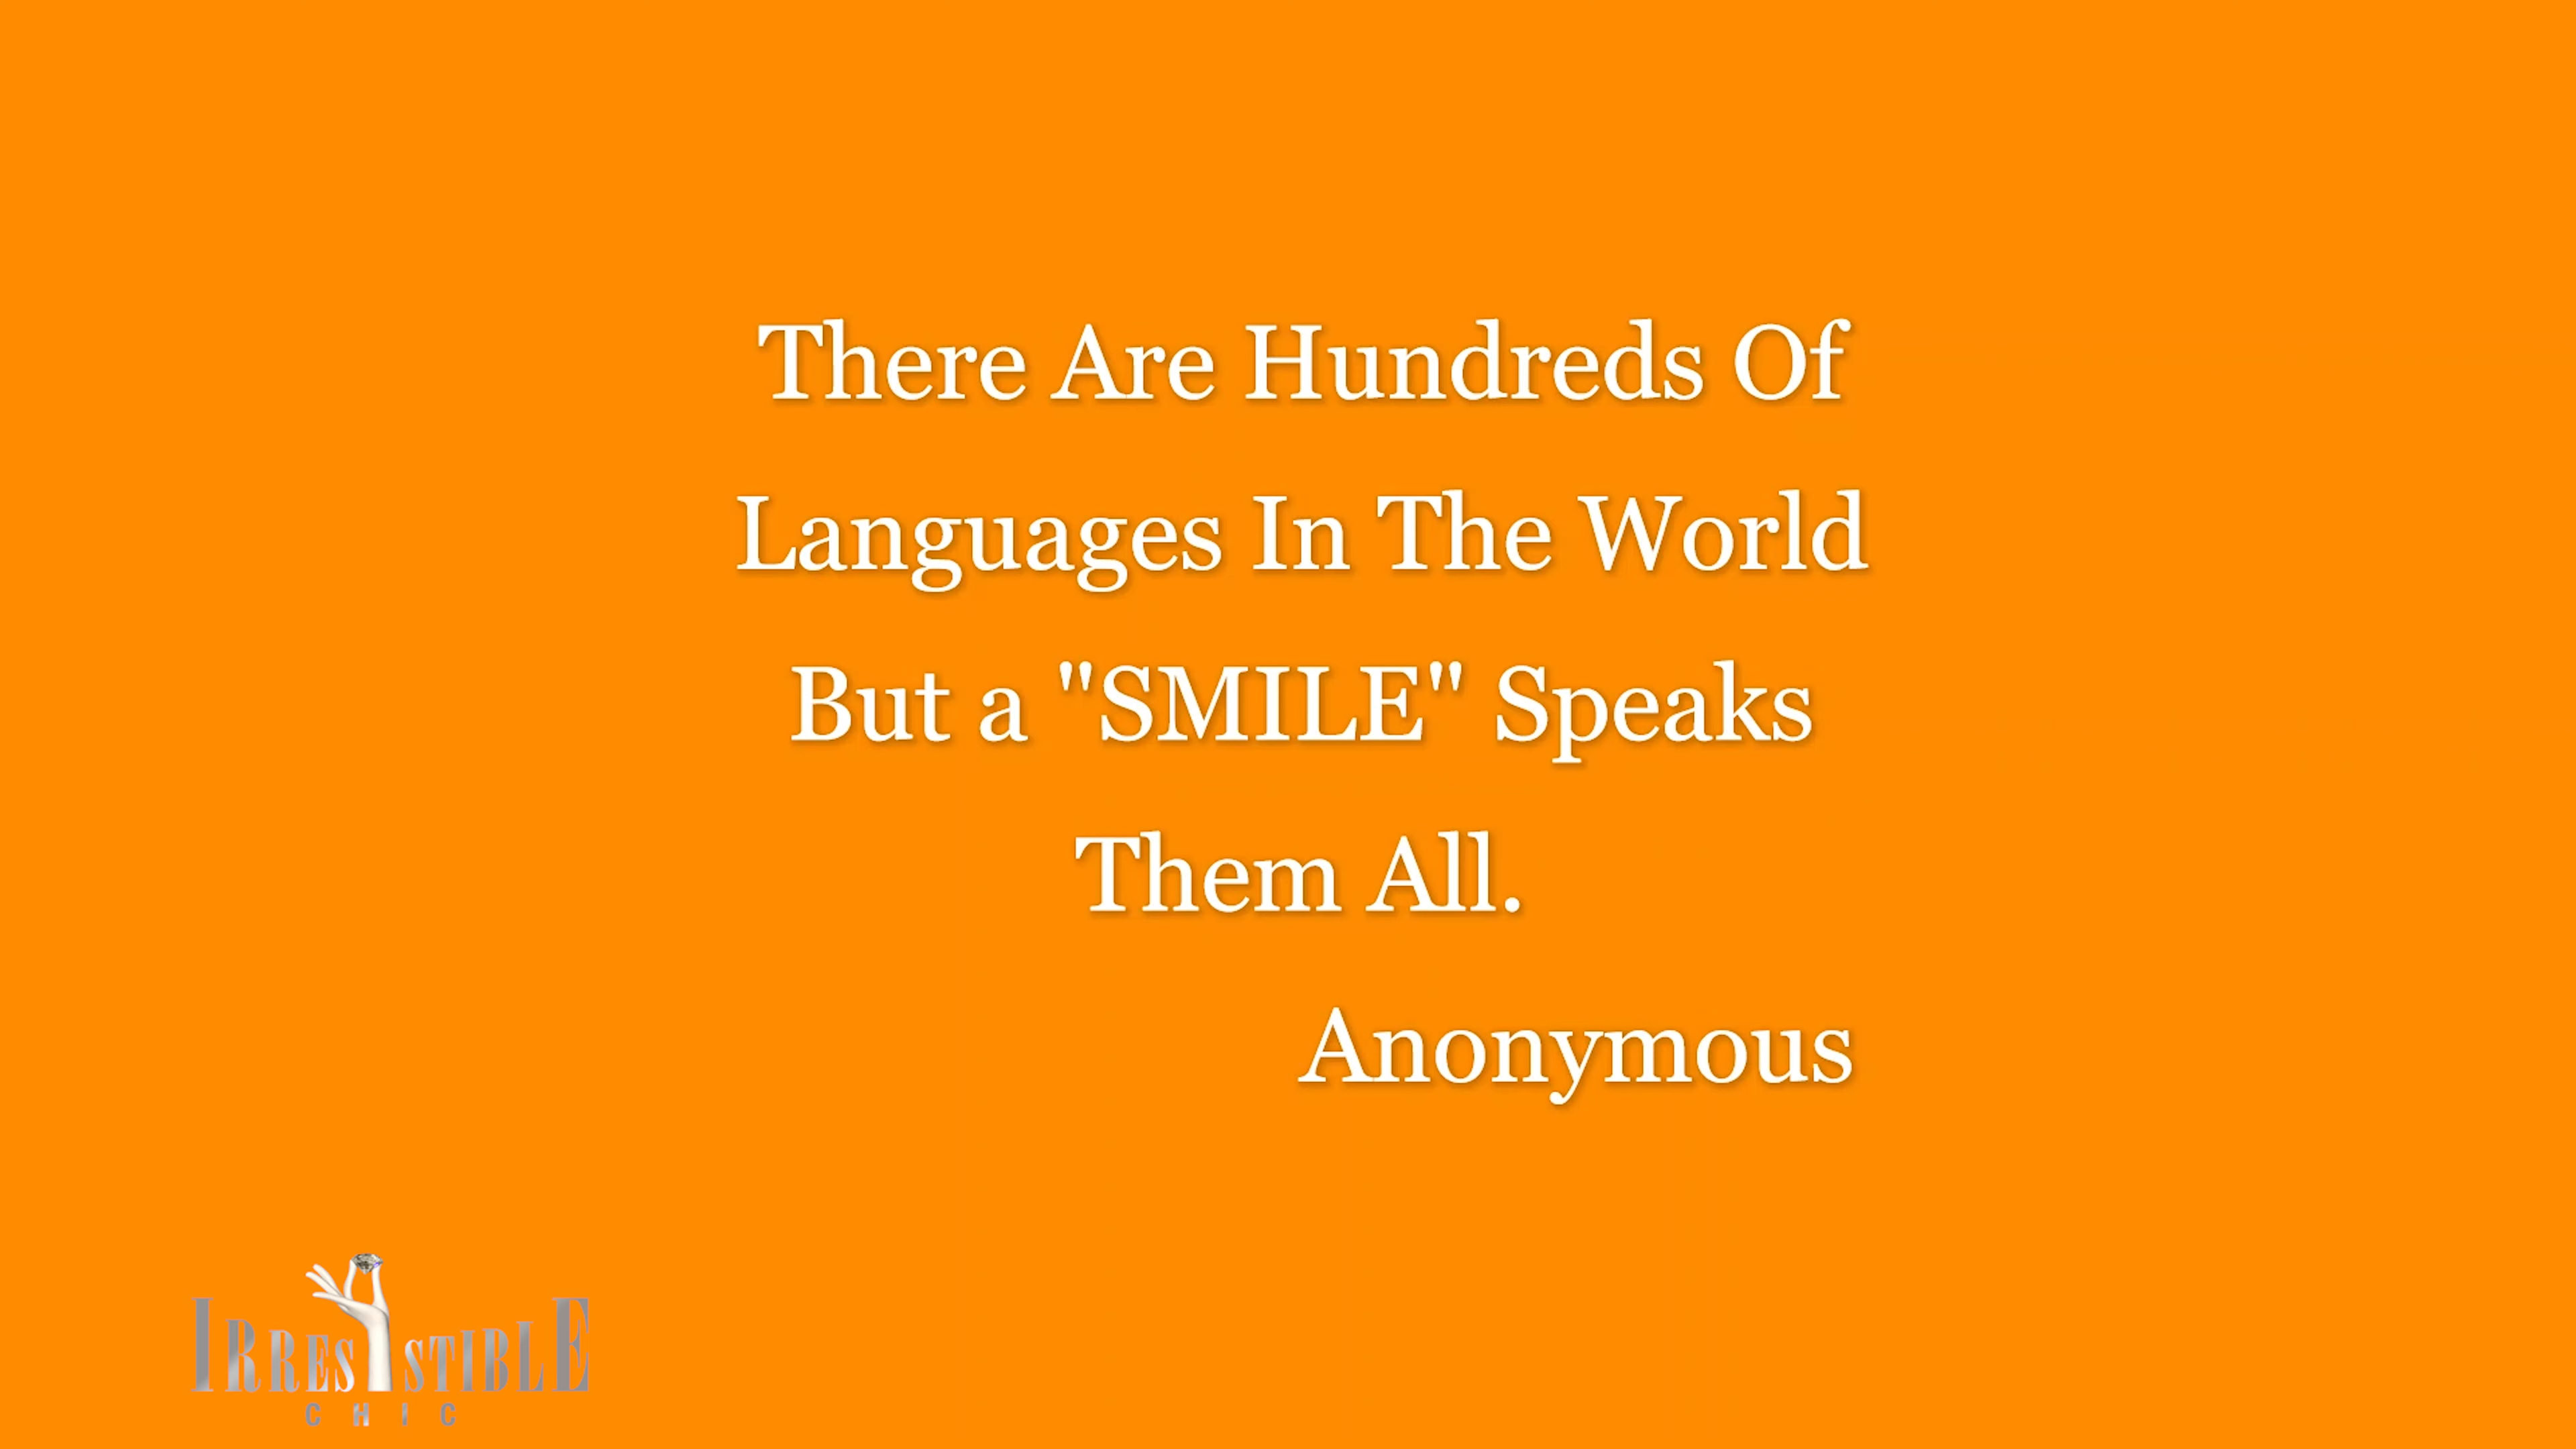 There Are Hundreds Of
Languages In The World
But a "SMILE" Speaks
Them All.
Anonymous
IRRESISTIBLE
CHIC